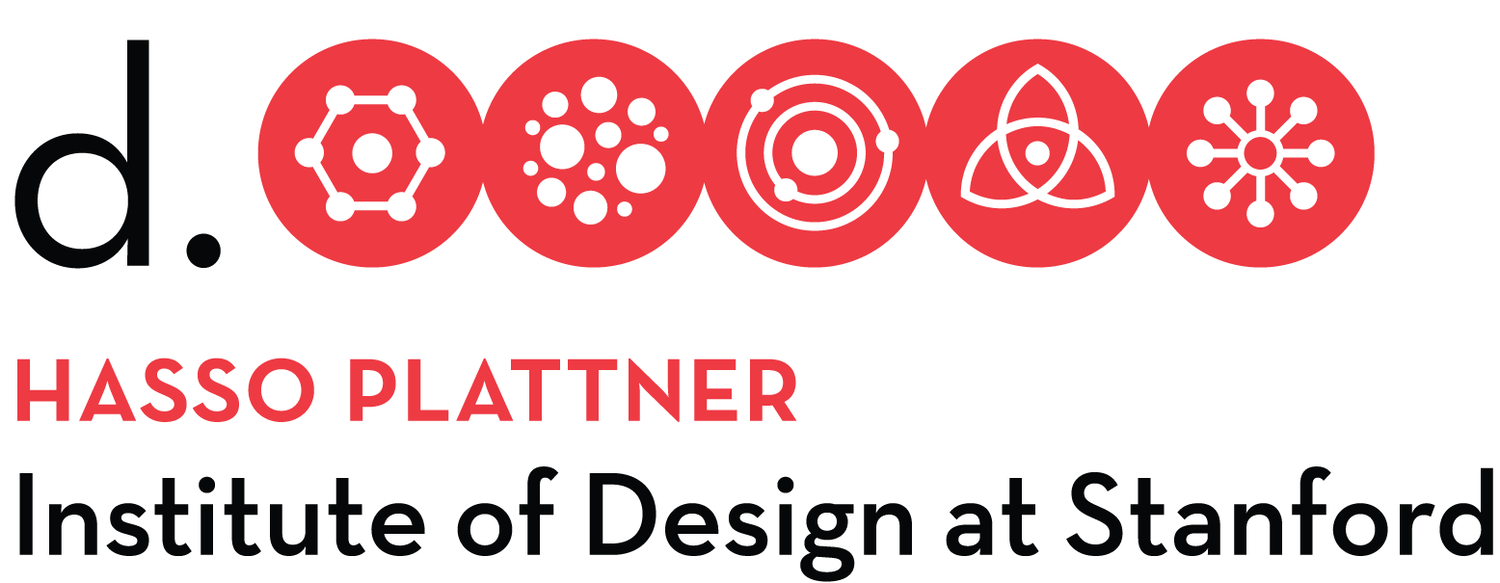 d.
HASSO PLATTNER
Institute of Design at Stanford